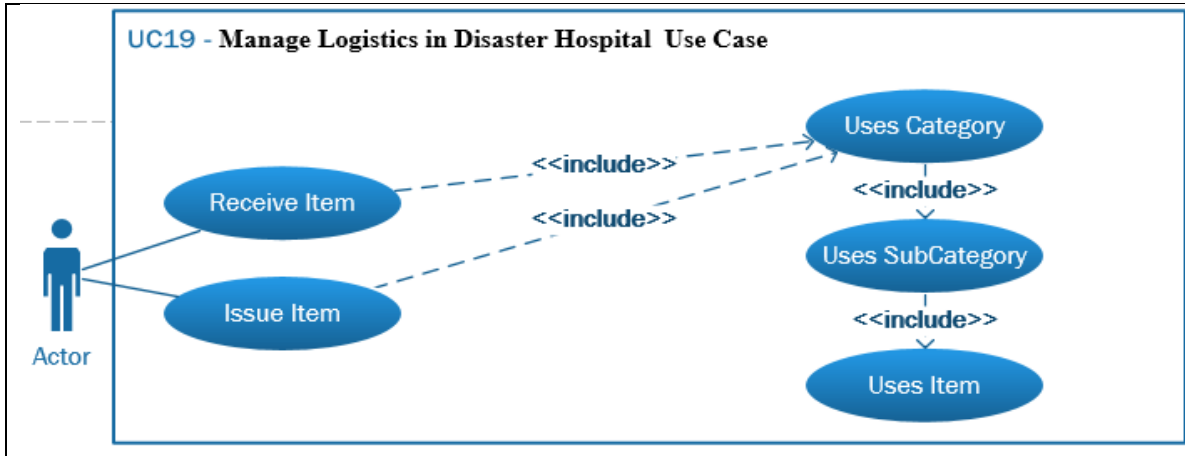 UC19 - Manage Logistics in Disaster Hospital Use Case
Uses Category
<<include>>
<<include>>
Receive Item
<<include>>
Uses SubCategory
Issue Item
<<include>>
Actor
Uses Item